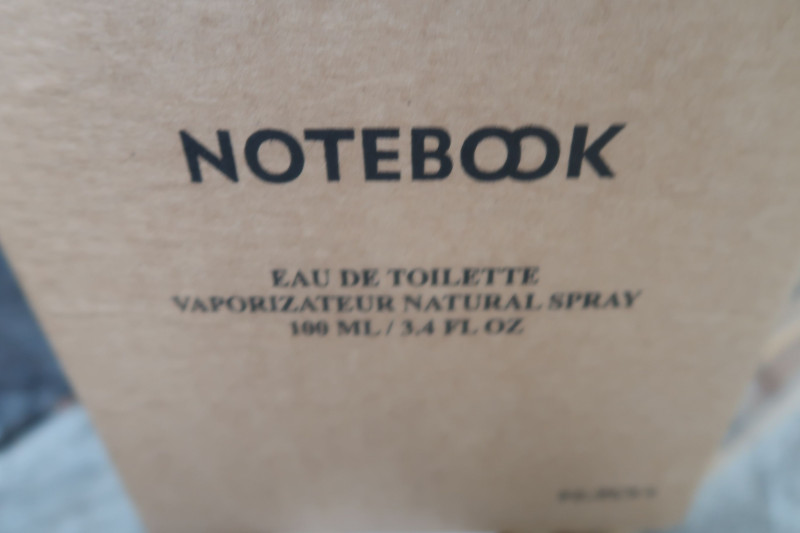 NOTEBOOK
EAU DE TOILETTE
VAPORIZATEUR NATURAL SPRAY
100 ML / 3.4 FL OZ